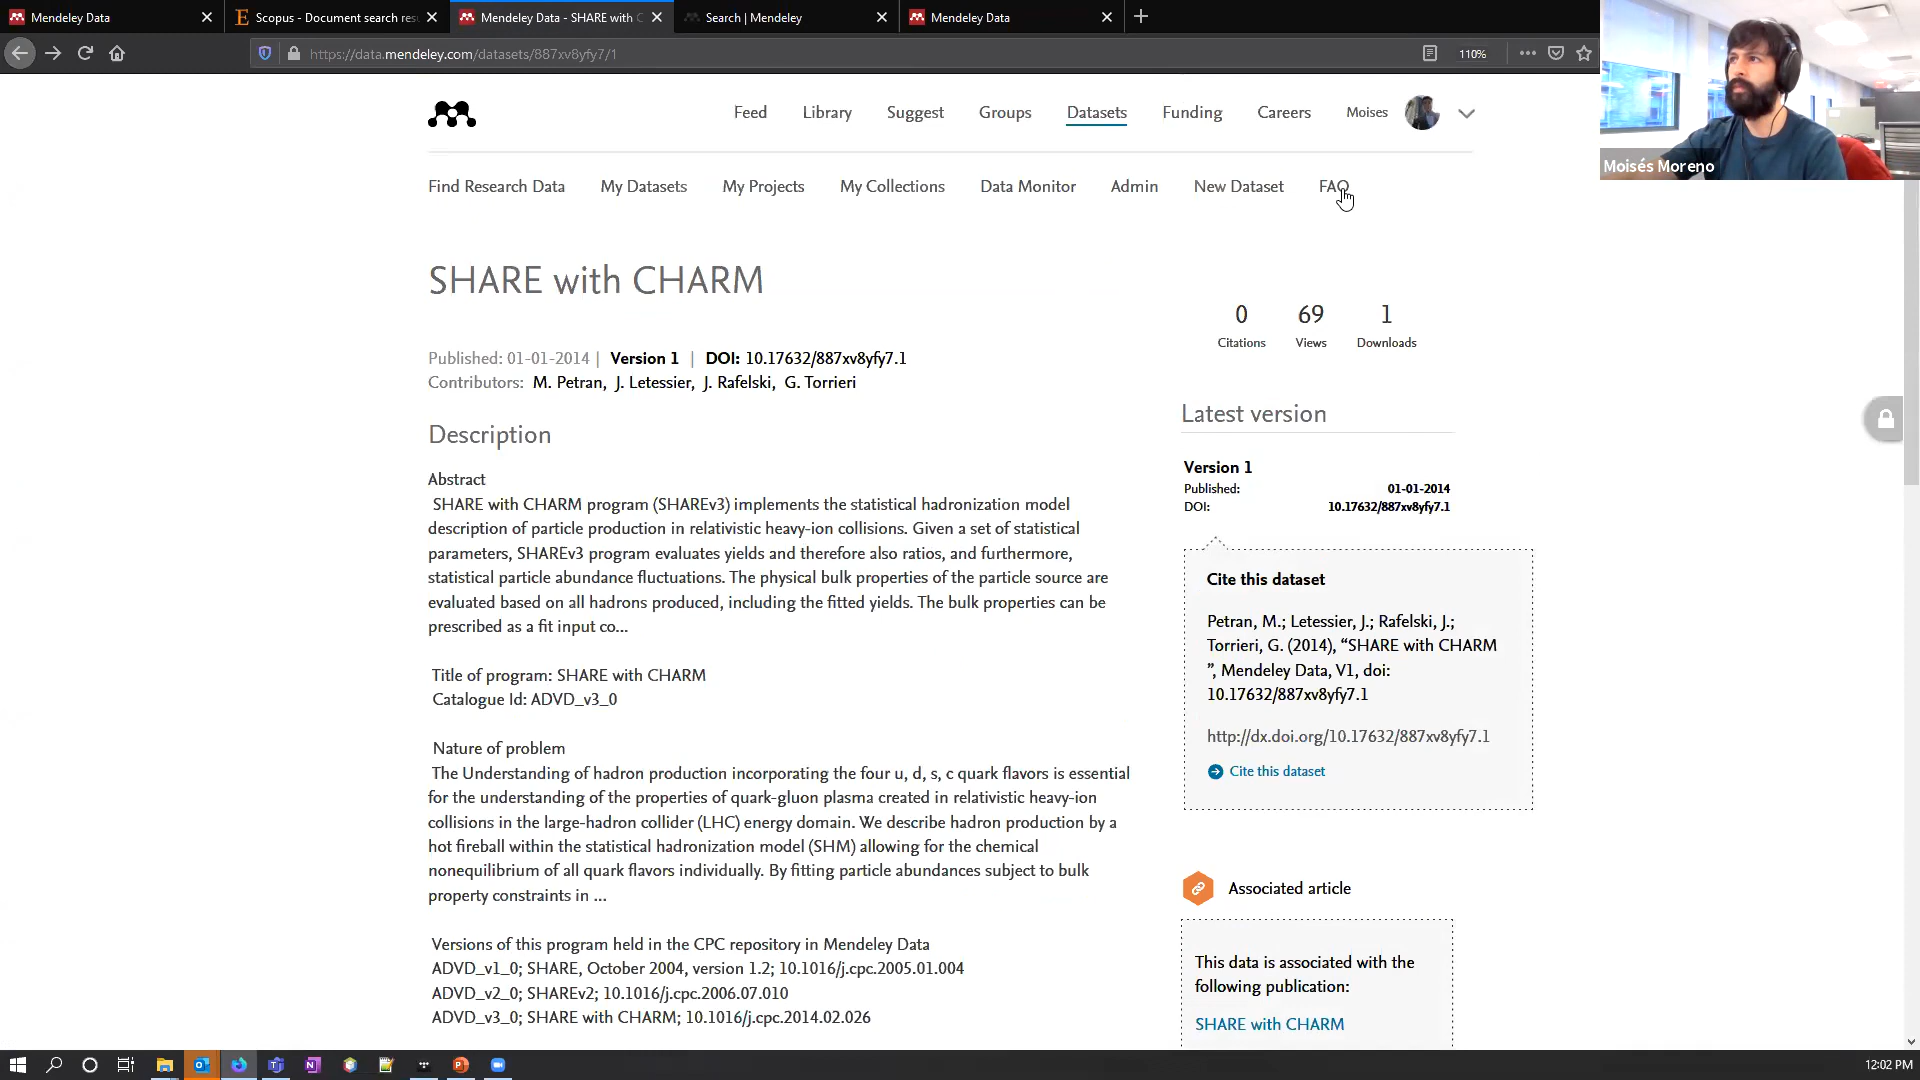 Mendeley Data
Scopus - Document search res
Mendeley Data - SHARE with C
Search | Mendeley
Mendeley Data
https://data.mendeley.com/datasets/887xv8yfy7/1
110%
Feed Library Suggest Groups Datasets Funding Careers Moises
Moisés Moreno
Find Research Data My Datasets My Projects My Collections Data Monitor Admin New Dataset FAQ
SHARE with CHARM
0 69 1
Citations Views Downloads
Published: 01-01-2014 | Version 1 | DOI: 10.17632/887xv8yfy7.1
Contributors: M. Petran, J. Letessier, J. Rafelski, G. Torrieri
Description
Abstract
SHARE with CHARM program (SHAREv3) implements the statistical hadronization model
description of particle production in relativistic heavy-ion collisions. Given a set of statistical
parameters, SHAREv3 program evaluates yields and therefore also ratios, and furthermore,
statistical particle abundance fluctuations. The physical bulk properties of the particle source are
evaluated based on all hadrons produced, including the fitted yields. The bulk properties can be
prescribed as a fit input co...
Title of program: SHARE with CHARM
Catalogue Id: ADVD_v3_0
Nature of problem
The Understanding of hadron production incorporating the four u, d, s, c quark flavors is essential
for the understanding of the properties of quark-gluon plasma created in relativistic heavy-ion
collisions in the large-hadron collider (LHC) energy domain. We describe hadron production by a
hot fireball within the statistical hadronization model (SHM) allowing for the chemical
nonequilibrium of all quark flavors individually. By fitting particle abundances subject to bulk
property constraints in ...
Versions of this program held in the CPC repository in Mendeley Data
ADVD_v1_0; SHARE, October 2004, version 1.2; 10.1016/j.cpc.2005.01.004
ADVD_v2_0; SHAREv2; 10.1016/j.cpc.2006.07.010
ADVD_v3_0; SHARE with CHARM; 10.1016/j.cpc.2014.02.026
Latest version
Version 1
Published: 01-01-2014
DOI: 10.17632/887xv8yfy7.1
Cite this dataset
Petran, M.; Letessier, J.; Rafelski, J.;
Torrieri, G. (2014), “SHARE with CHARM
”, Mendeley Data, V1, doi:
10.17632/887xv8yfy7.1
http://dx.doi.org/10.17632/887xv8yfy7.1
Cite this dataset
Associated article
This data is associated with the
following publication:
SHARE with CHARM
12:02 PM